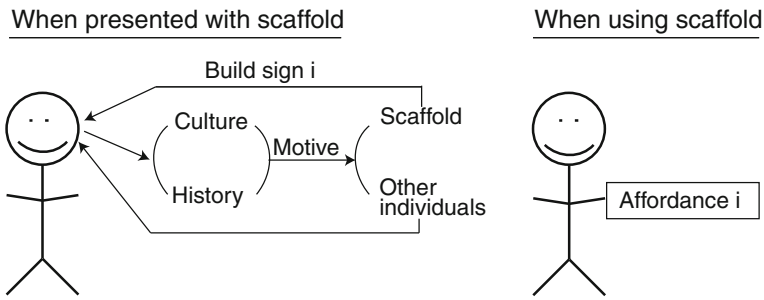 When presented with scaffold
When using scaffold
Build sign i
Culture
Scaffold
Motive
History
Other
individuals
Affordance i